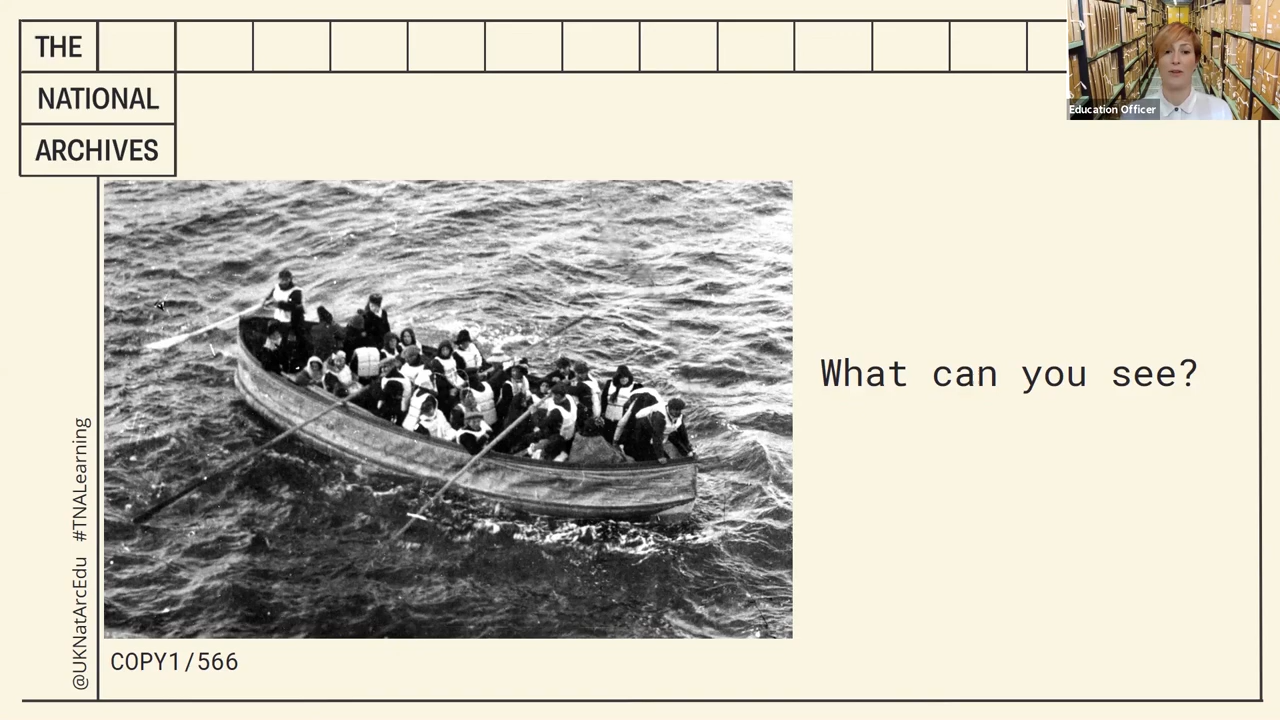 THE
NATIONAL
ARCHIVES
Education Officer
What can you see?
@UKNatArcEdu #TNALearning
COPY1/566